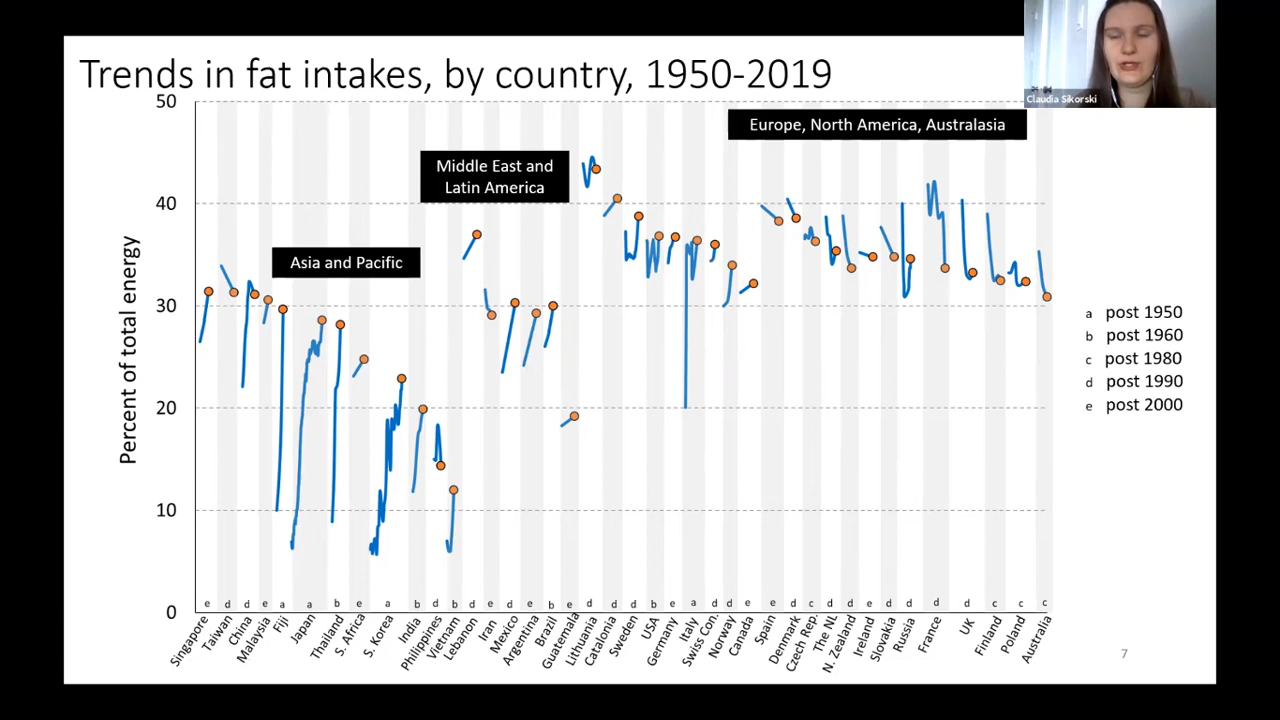 Trends in fat intakes, by country, 1950-2019
Claudia Sikorski
Percent of total energy
50
40
30
20
10
0
Asia and Pacific
Middle East and
Latin America
Europe, North America, Australasia
a post 1950
b post 1960
c post 1980
d post 1990
e post 2000
e d d e a a b e a b d b d e d e b e d d d b e a d d e e d c d d e d d d d c c c
Singapore
Taiwan
China
Malaysia
Fiji
Japan
Thailand
S. Africa
S. Korea
India
Philippines
Vietnam
Lebanon
Iran
Mexico
Argentina
Brazil
Guatemala
Lithuania
Catalonia
Sweden
USA
Germany
Italy
Swiss Con.
Norway
Canada
Spain
Denmark
Czech Rep.
The NL
N. Zealand
Ireland
Slovakia
Russia
France
UK
Finland
Poland
Australia
7